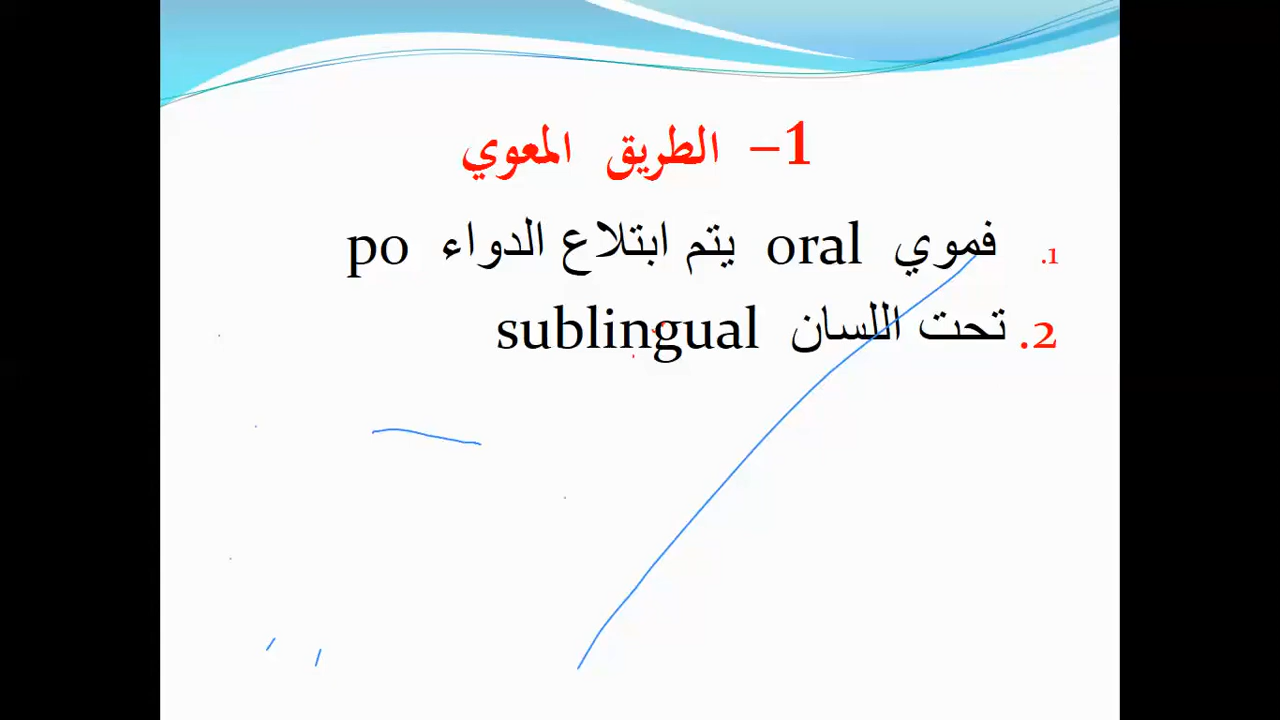 1- الطريق المعوي
1. فموي oral يتم ابتلاع الدواء po
2. تحت اللسان sublingual